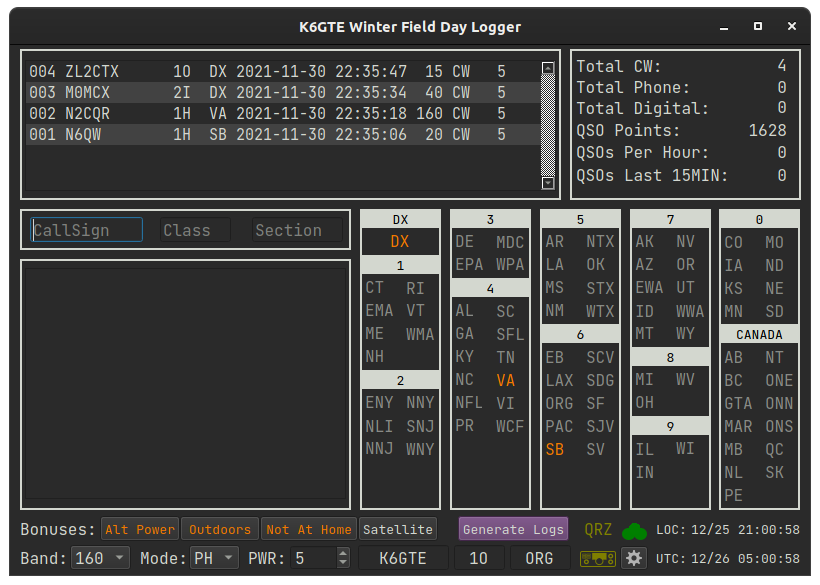 K6GTE Winter Field Day Logger
004 ZL2CTX 1O DX 2021-11-30 22:35:47 15 CW 5
003 M0MCX 2I DX 2021-11-30 22:35:34 40 CW 5
002 N2CQR 1H VA 2021-11-30 22:35:18 160 CW 5
001 N6QW 1H SB 2021-11-30 22:35:06 20 CW 5
Total CW: 4
Total Phone: 0
Total Digital: 0
QSO Points: 1628
QSOs Per Hour: 0
QSOs Last 15MIN: 0
CallSign Class Section
DX
DX
1
CT RI
EMA VT
ME WMA
NH
2
ENY NNY
NLI SNJ
NNJ WNY
3
DE MDC
EPA WPA
4
AL SC
GA SFL
KY TN
NC VA
NFL VI
PR WCF
5
AR NTX
LA OK
MS STX
NM WTX
6
EB SCV
LAX SDG
ORG SF
PAC SJV
SB SV
7
AK NV
AZ OR
EWA UT
ID WWA
MT WY
8
MI WV
OH
9
IL WI
IN
0
CO MO
IA ND
KS NE
MN SD
CANADA
AB NT
BC ONE
GTA ONN
MAR ONS
MB QC
NL SK
PE
Bonuses: Alt Power Outdoors Not At Home Satellite Generate Logs QRZ LOC: 12/25 21:00:58
Band: 160 Mode: PH PWR: 5 K6GTE 1O ORG UTC: 12/26 05:00:58